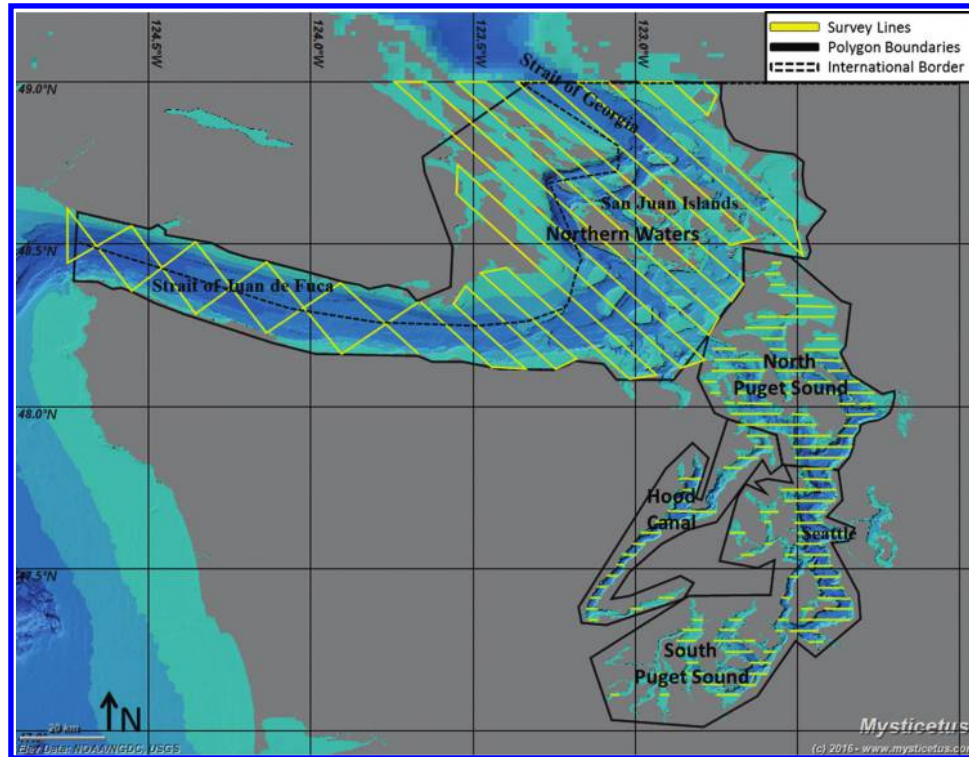 Survey Lines
Polygon Boundaries
International Border
124.5°W
124.0°W
123.5°W
123.0°W
49.0°N
48.5°N
48.0°N
47.5°N
Strait of Georgia
San Juan Islands
Northern Waters
Strait of Juan de Fuca
North
Puget Sound
Hood
Canal
Seattle
South
Puget Sound
N
20 km
Elev Data: NOAA/NGDC, USGS
Mysticetus
(c) 2016 - www.mysticetus.com